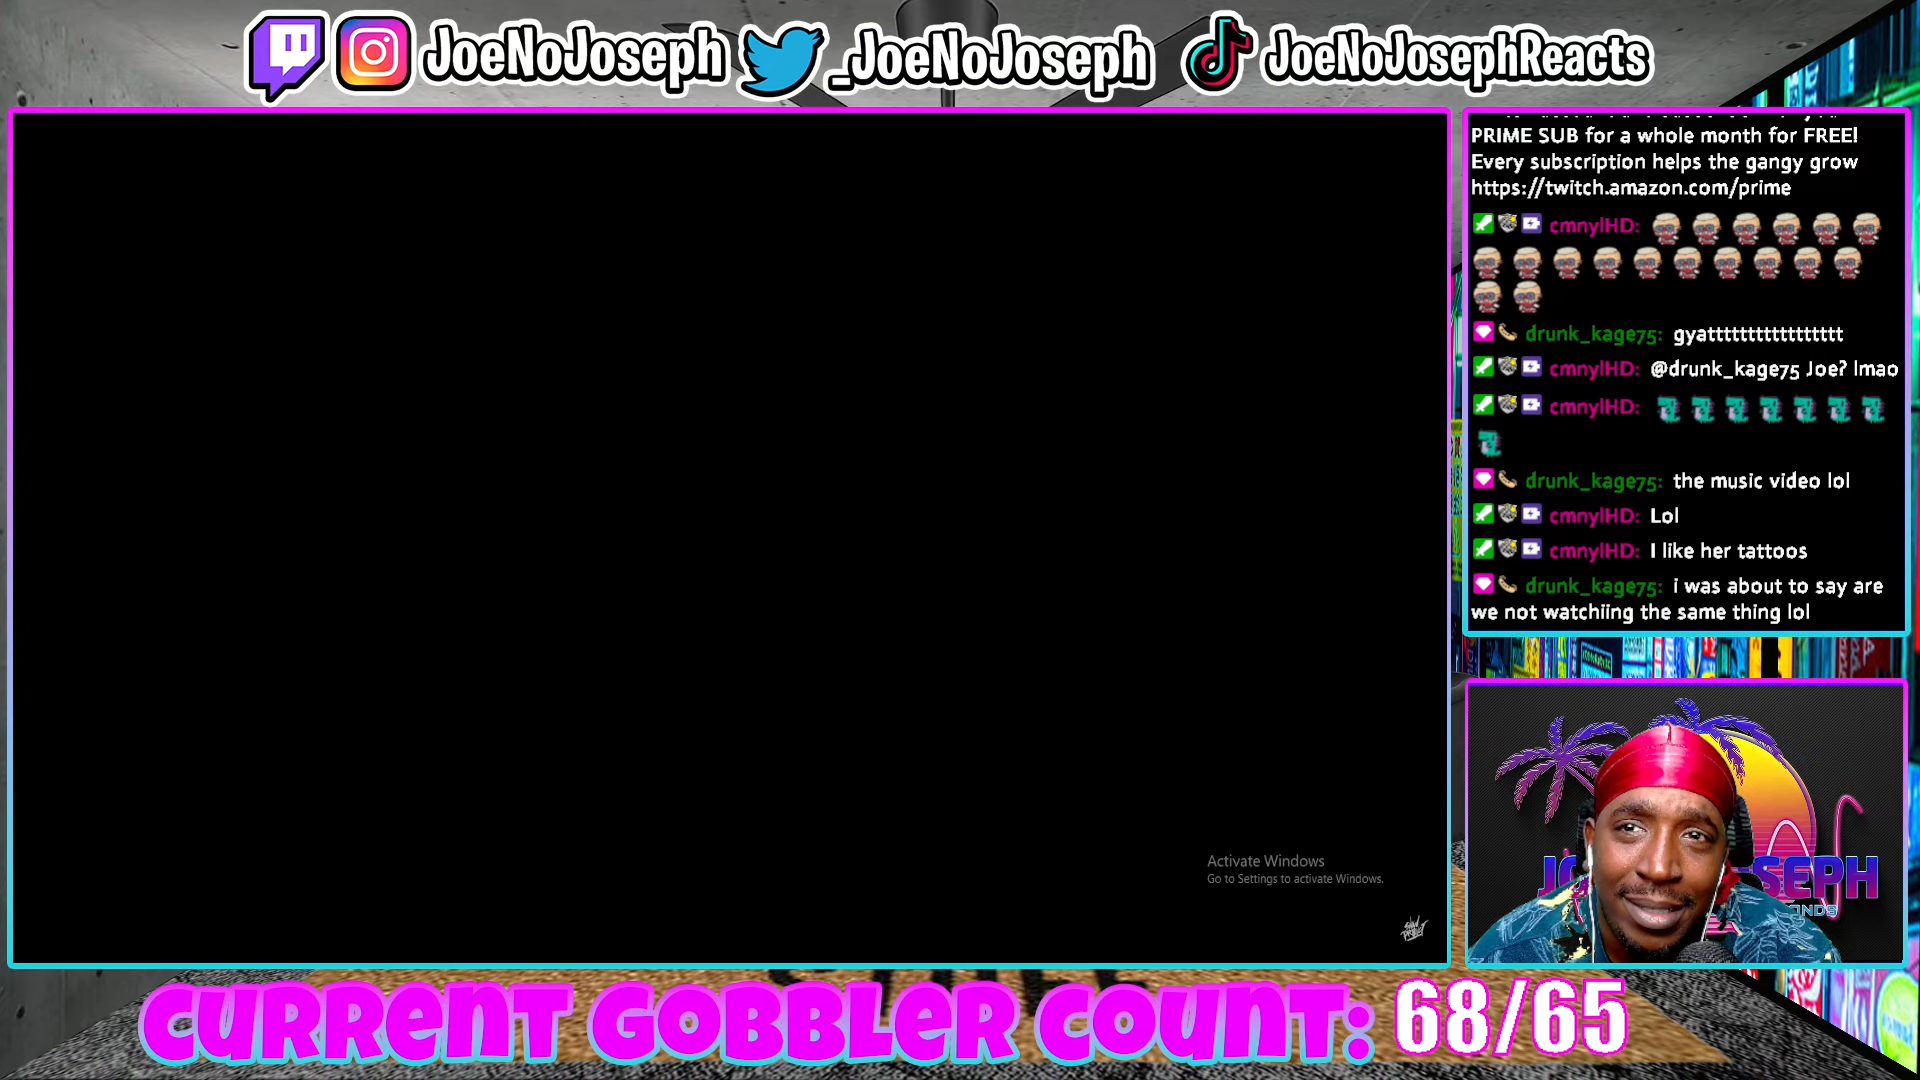 JoeNoJoseph _JoeNoJoseph JoeNoJosephReacts
PRIME SUB for a whole month for FREE!
Every subscription helps the gangy grow
https://twitch.amazon.com/prime
cmnylHD:
drunk_kage75: gyatttttttttttttttttt
cmnylHD: @drunk_kage75 Joe? lmao
cmnylHD:
drunk_kage75: the music video lol
cmnylHD: Lol
cmnylHD: I like her tattoos
drunk_kage75: i was about to say are
we not watchiing the same thing lol
Activate Windows
Go to Settings to activate Windows.
CURRENT GOBBLER COUNT: 68/65